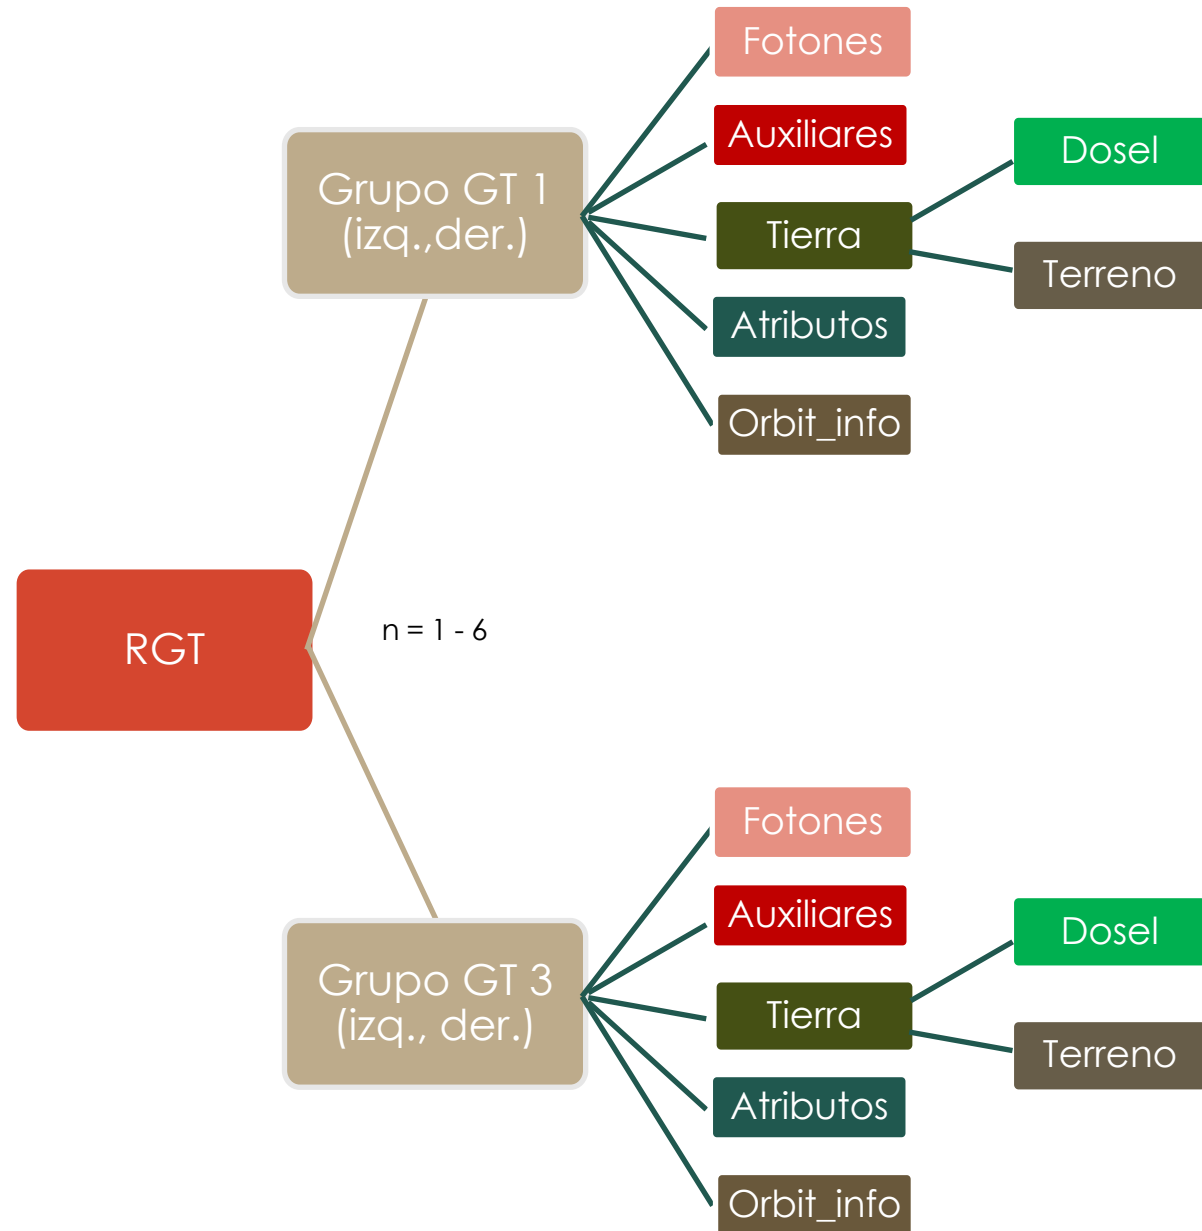 Fotones
Auxiliares
Grupo GT 1
(izq.,der.)
Tierra
Dosel
Terreno
Atributos
Orbit_info
RGT
n = 1 - 6
Fotones
Auxiliares
Grupo GT 3
(izq., der.)
Tierra
Dosel
Terreno
Atributos
Orbit_info